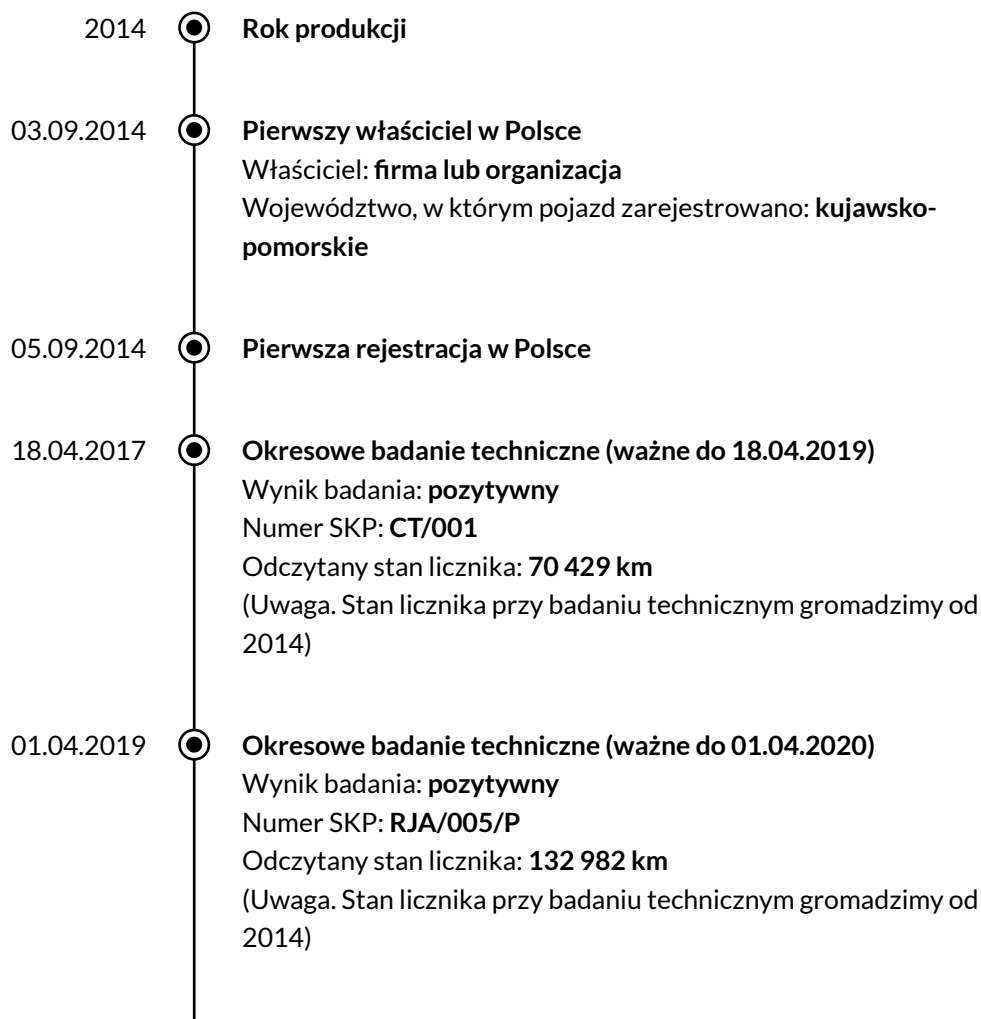 2014 Rok produkcji
03.09.2014 Pierwszy właściciel w Polsce
Właściciel: firma lub organizacja
Województwo, w którym pojazd zarejestrowano: kujawsko-
pomorskie
05.09.2014 Pierwsza rejestracja w Polsce
18.04.2017 Okresowe badanie techniczne (ważne do 18.04.2019)
Wynik badania: pozytywny
Numer SKP: CT/001
Odczytany stan licznika: 70 429 km
(Uwaga. Stan licznika przy badaniu technicznym gromadzimy od
2014)
01.04.2019 Okresowe badanie techniczne (ważne do 01.04.2020)
Wynik badania: pozytywny
Numer SKP: RJA/005/P
Odczytany stan licznika: 132 982 km
(Uwaga. Stan licznika przy badaniu technicznym gromadzimy od
2014)